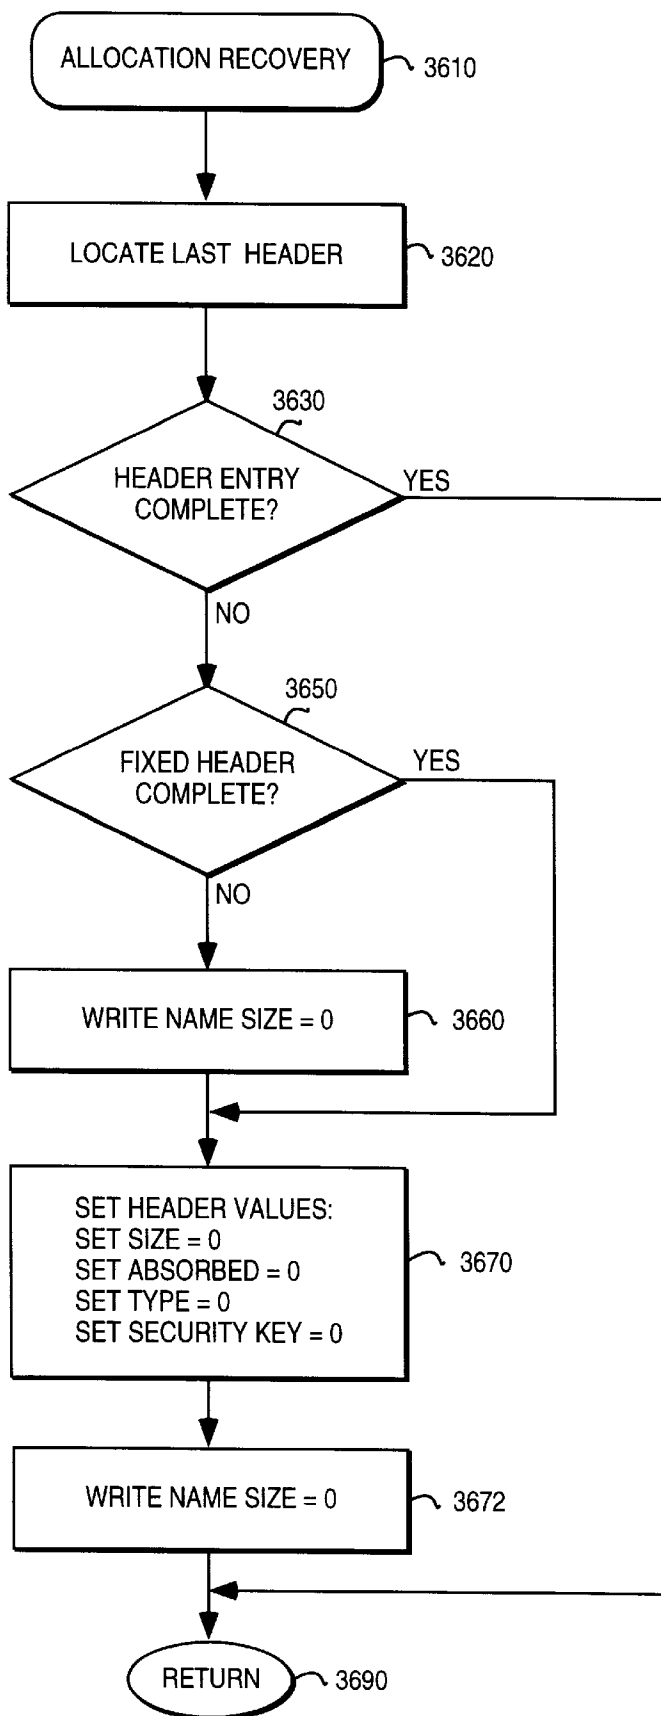 ALLOCATION RECOVERY
3610
LOCATE LAST HEADER
3620
3630
HEADER ENTRY
COMPLETE?
YES
NO
3650
FIXED HEADER
COMPLETE?
YES
NO
WRITE NAME SIZE = 0
3660
SET HEADER VALUES:
SET SIZE = 0
SET ABSORBED = 0
SET TYPE = 0
SET SECURITY KEY = 0
3670
WRITE NAME SIZE = 0
3672
RETURN
3690